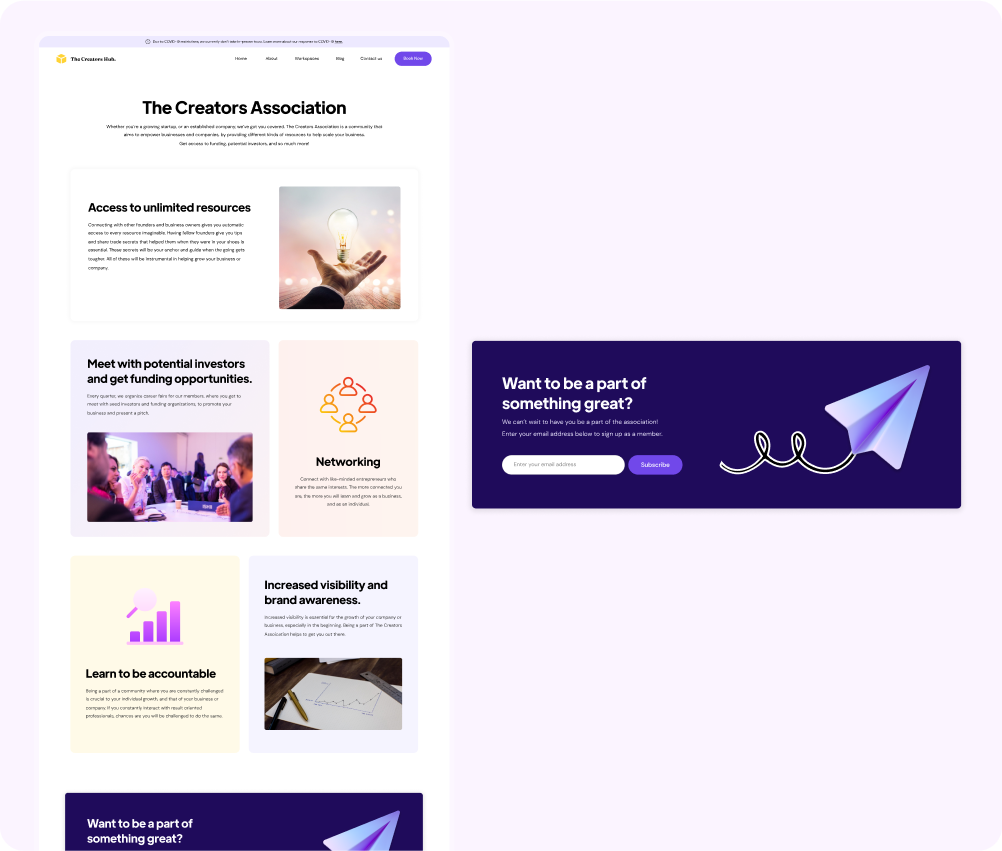 Due to COVID-19 restrictions, we currently don't take in-person tours. Learn more about our response to COVID-19 here.
The Creators Hub.
Home About Workspaces Blog Contact us Book Now
The Creators Association
Whether you're a growing startup, or an established company, we've got you covered. The Creators Association is a community that
aims to empower businesses and companies, by providing different kinds of resources to help scale your business.
Get access to funding, potential investors, and so much more!
Access to unlimited resources
Connecting with other founders and business owners gives you automatic
access to every resource imaginable. Having fellow founders give you tips
and share trade secrets that helped them when they were in your shoes is
essential. These secrets will be your anchor and guide when the going gets
tougher. All of these will be instrumental in helping grow your business or
company.
Meet with potential investors
and get funding opportunities.
Every quarter, we organize career fairs for our members, where you get to
meet with seed investors and funding organizations, to promote your
business and present a pitch.
Networking
Connect with like-minded entrepreneurs who
share the same interests. The more connected you
are, the more you will learn and grow as a business,
and as an individual.
Learn to be accountable
Being a part of a community where you are constantly challenged
is crucial to your individual growth, and that of your business or
company. If you constantly interact with result oriented
professionals, chances are you will be challenged to do the same.
Increased visibility and
brand awareness.
Increased visibility is essential for the growth of your company or
business, especially in the beginning. Being a part of The Creators
Association helps to get you out there.
Want to be a part of
something great?
Want to be a part of
something great?
We can't wait to have you be a part of the association!
Enter your email address below to sign up as a member.
Enter your email address Subscribe